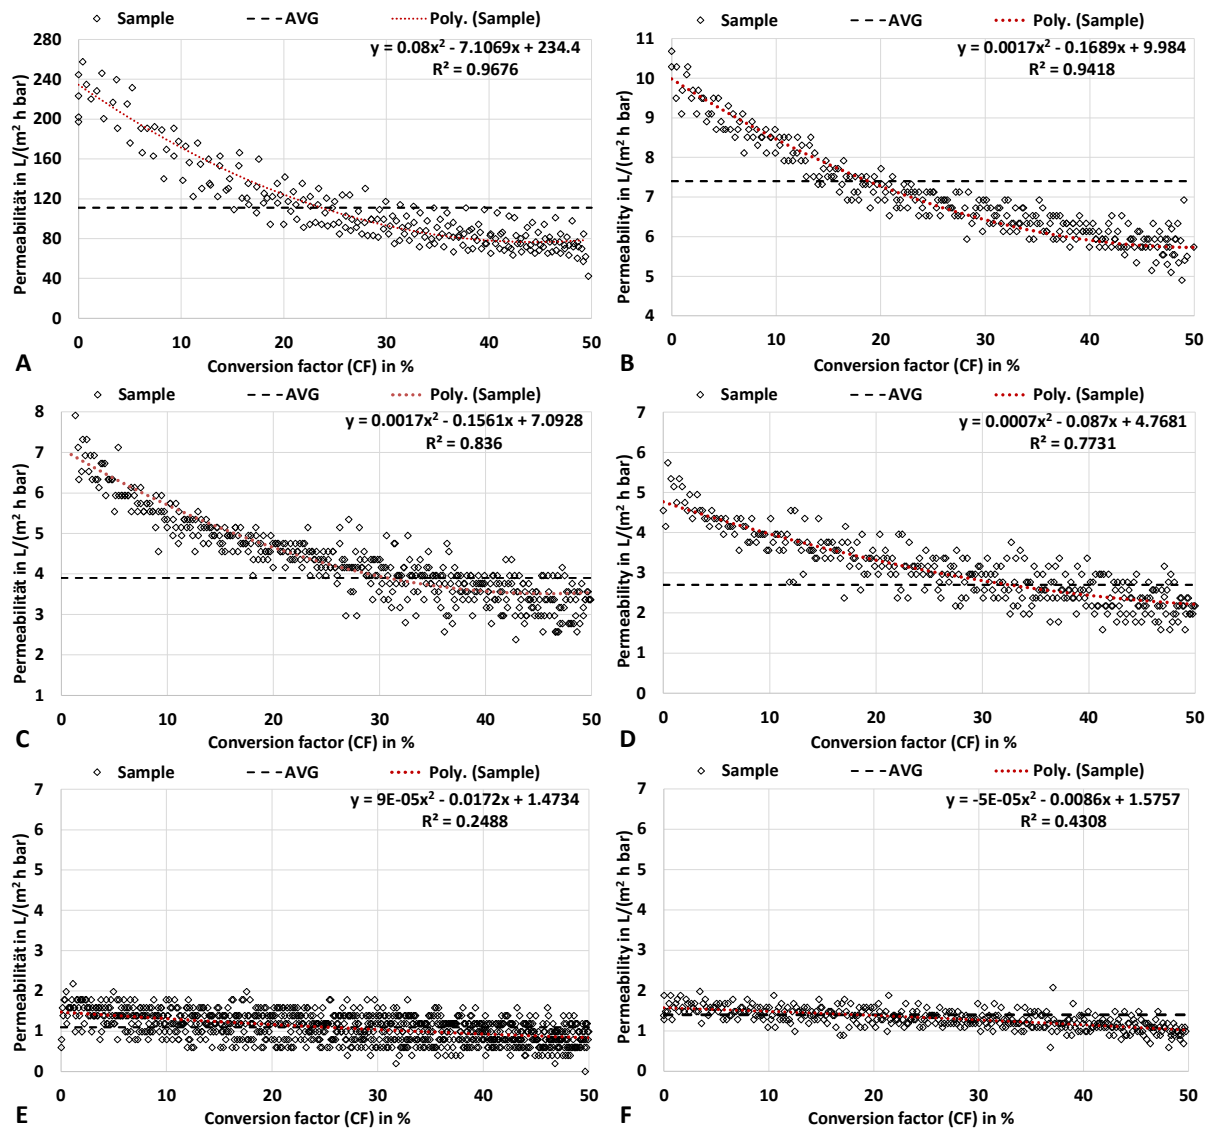 Sample AVG Poly. (Sample)
y = 0.08x² - 7.1069x + 234.4
R² = 0.9676
Permeabilität in L/(m² h bar)
280
240
200
160
120
80
40
0
0 10 20 30 40 50
Conversion factor (CF) in %
A
Sample AVG Poly. (Sample)
y = 0.0017x² - 0.1689x + 9.984
R² = 0.9418
Permeability in L/(m² h bar)
11
10
9
8
7
6
5
4
0 10 20 30 40 50
Conversion factor (CF) in %
B
Sample AVG Poly. (Sample)
y = 0.0017x² - 0.1561x + 7.0928
R² = 0.836
Permeabilität in L/(m² h bar)
8
7
6
5
4
3
2
1
0 10 20 30 40 50
Conversion factor (CF) in %
C
Sample AVG Poly. (Sample)
y = 0.0007x² - 0.087x + 4.7681
R² = 0.7731
Permeability in L/(m² h bar)
7
6
5
4
3
2
1
0
0 10 20 30 40 50
Conversion factor (CF) in %
D
Sample AVG Poly. (Sample)
y = 9E-05x² - 0.0172x + 1.4734
R² = 0.2488
Permeabilität in L/(m² h bar)
7
6
5
4
3
2
1
0
0 10 20 30 40 50
Conversion factor (CF) in %
E
Sample AVG Poly. (Sample)
y = -5E-05x² - 0.0086x + 1.5757
R² = 0.4308
Permeability in L/(m² h bar)
7
6
5
4
3
2
1
0
0 10 20 30 40 50
Conversion factor (CF) in %
F